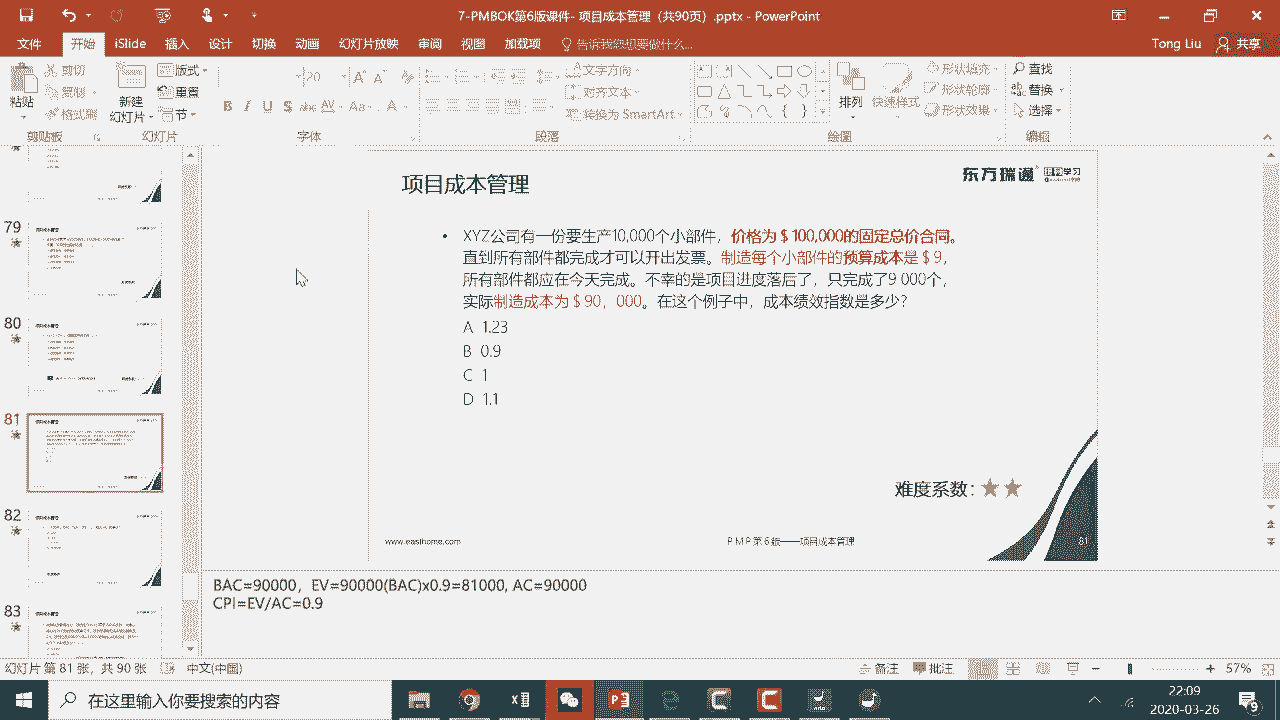 7-PMBOK第6版课件- 项目成本管理（共90页）.pptx - PowerPoint
文件 开始 iSlide 插入 设计 切换 动画 幻灯片放映 审阅 视图 加载项 告诉我您想要做什么... Tong Liu 共享
粘贴 剪切 复制 格式刷
新建 幻灯片 版式 重置 节
20
文字方向 对齐文本 转换为 SmartArt
排列 快速样式 形状填充 形状轮廓 形状效果
查找 替换 选择
剪贴板 幻灯片 字体 段落 绘图 编辑
79
80
81
82
83
项目成本管理
东方瑞通
XYZ公司有一份要生产10,000个小部件，价格为＄100,000的固定总价合同。
直到所有部件都完成才可以开出发票。制造每个小部件的预算成本是＄9，
所有部件都应在今天完成。不幸的是项目进度落后了，只完成了9 000个，
实际制造成本为＄90，000。在这个例子中，成本绩效指数是多少？
A 1.23
B 0.9
C 1
D 1.1
难度系数：
www.easthome.com
PMP第6版——项目成本管理
81
BAC=90000，EV=90000(BAC)x0.9=81000, AC=90000
CPI=EV/AC=0.9
幻灯片 第 81 张，共 90 张 中文(中国) 备注 批注 57%
在这里输入你要搜索的内容
22:09
2020-03-26
9